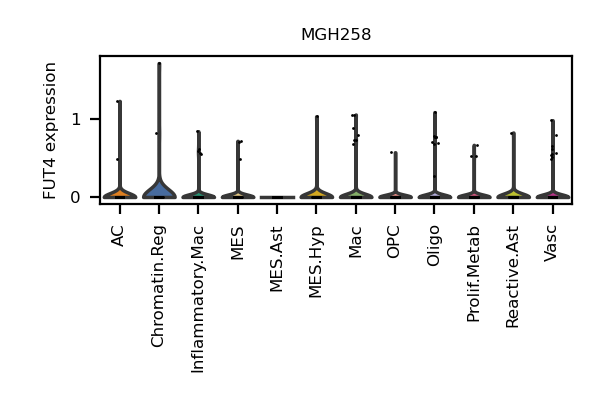 MGH258
FUT4 expression
1
0
AC
Chromatin.Reg
Inflammatory.Mac
MES
MES.Ast
MES.Hyp
Mac
OPC
Oligo
Prolif.Metab
Reactive.Ast
Vasc